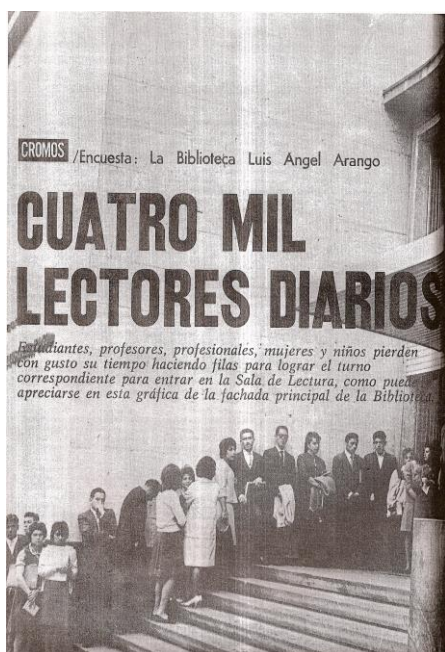 CROMOS /Encuesta: La Biblioteca Luis Angel Arango
CUATRO MIL
LECTORES DIARIOS
Estudiantes, profesores, profesionales, mujeres y niños pierden
con gusto su tiempo haciendo filas para lograr el turno
correspondiente para entrar en la Sala de Lectura, como puede
apreciarse en esta gráfica de la fachada principal de la Biblioteca.